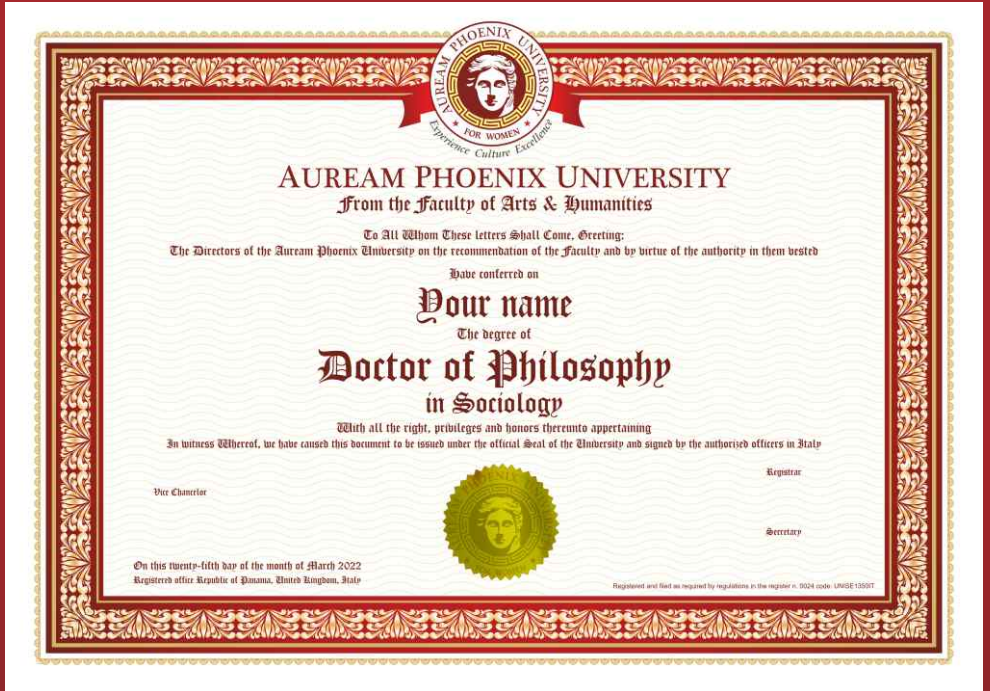 AUREAM PHOENIX UNIVERSITY
★ FOR WOMEN ★
Experience Culture Excellence
AUREAM PHOENIX UNIVERSITY
From the Faculty of Arts & Humanities
To All Whom These letters Shall Come, Greeting:
The Directors of the Auream Phoenix University on the recommendation of the Faculty and by virtue of the authority in them vested
Have conferred on
Your name
The degree of
Doctor of Philosophy
in Sociology
With all the right, privileges and honors thereunto appertaining
In witness Whereof, we have caused this document to be issued under the official Seal of the University and signed by the authorized officers in Italy
Registrar
Vice Chancelor
PHOENIX
Secretary
On this twenty-fifth day of the month of March 2022
Registered office Republic of Panama, United Kingdom, Italy
Registered and filed as required by regulations in the register n. 5024 code: UNISE1350IT